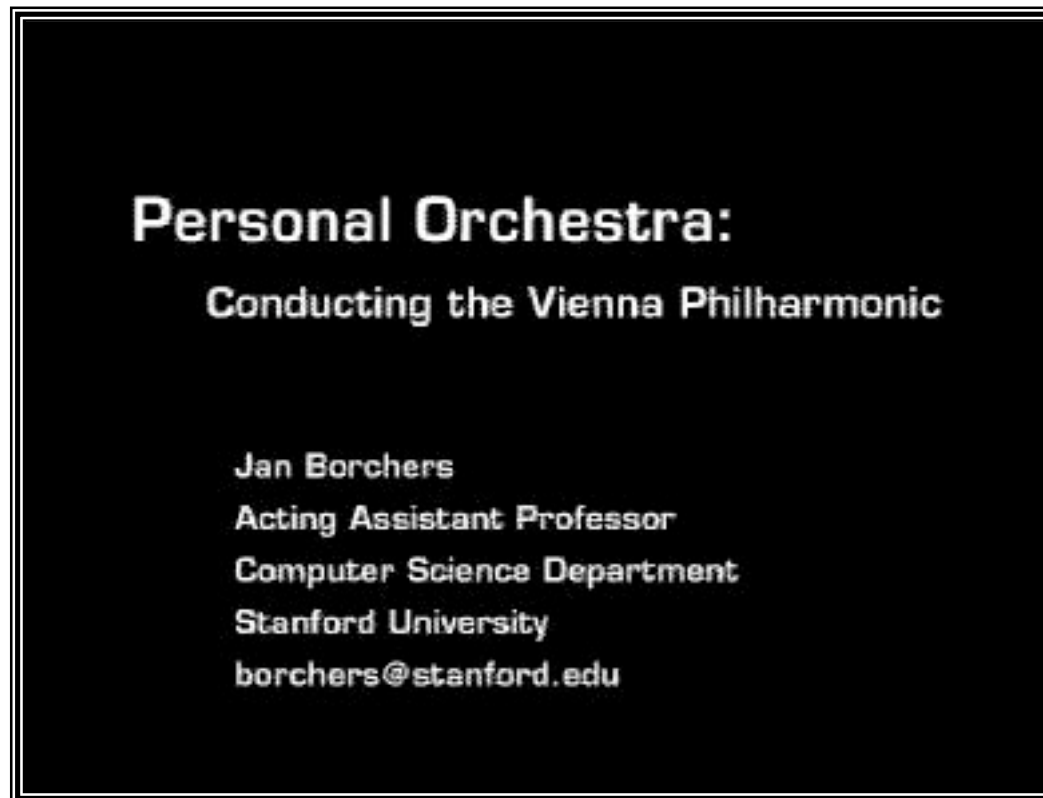 Personal Orchestra:
Conducting the Vienna Philharmonic
Jan Borchers
Acting Assistant Professor
Computer Science Department
Stanford University
borchers@stanford.edu